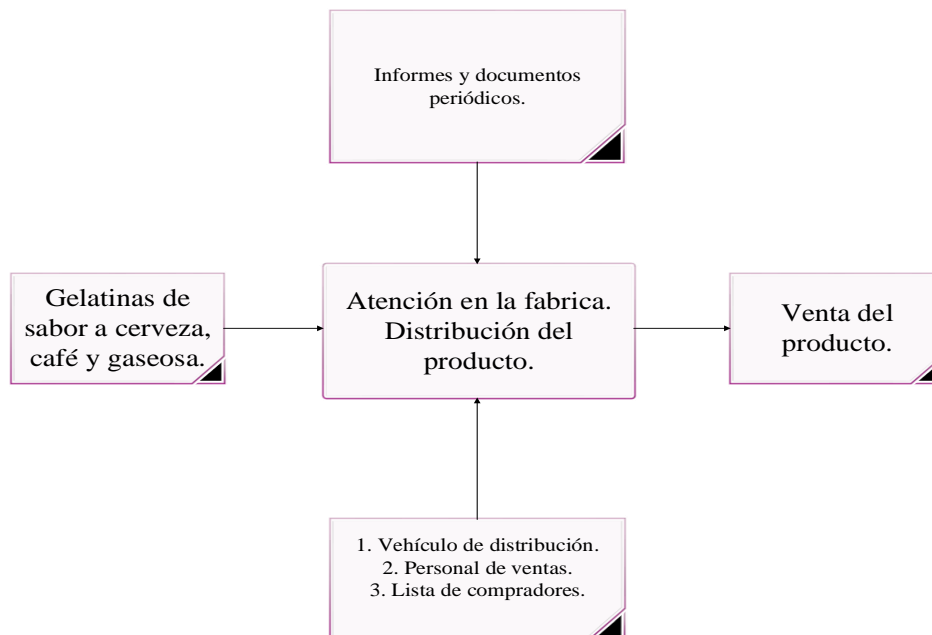 Informes y documentos
periódicos.
Gelatinas de
sabor a cerveza,
café y gaseosa.
Atención en la fabrica.
Distribución del
producto.
Venta del
producto.
1. Vehículo de distribución.
2. Personal de ventas.
3. Lista de compradores.